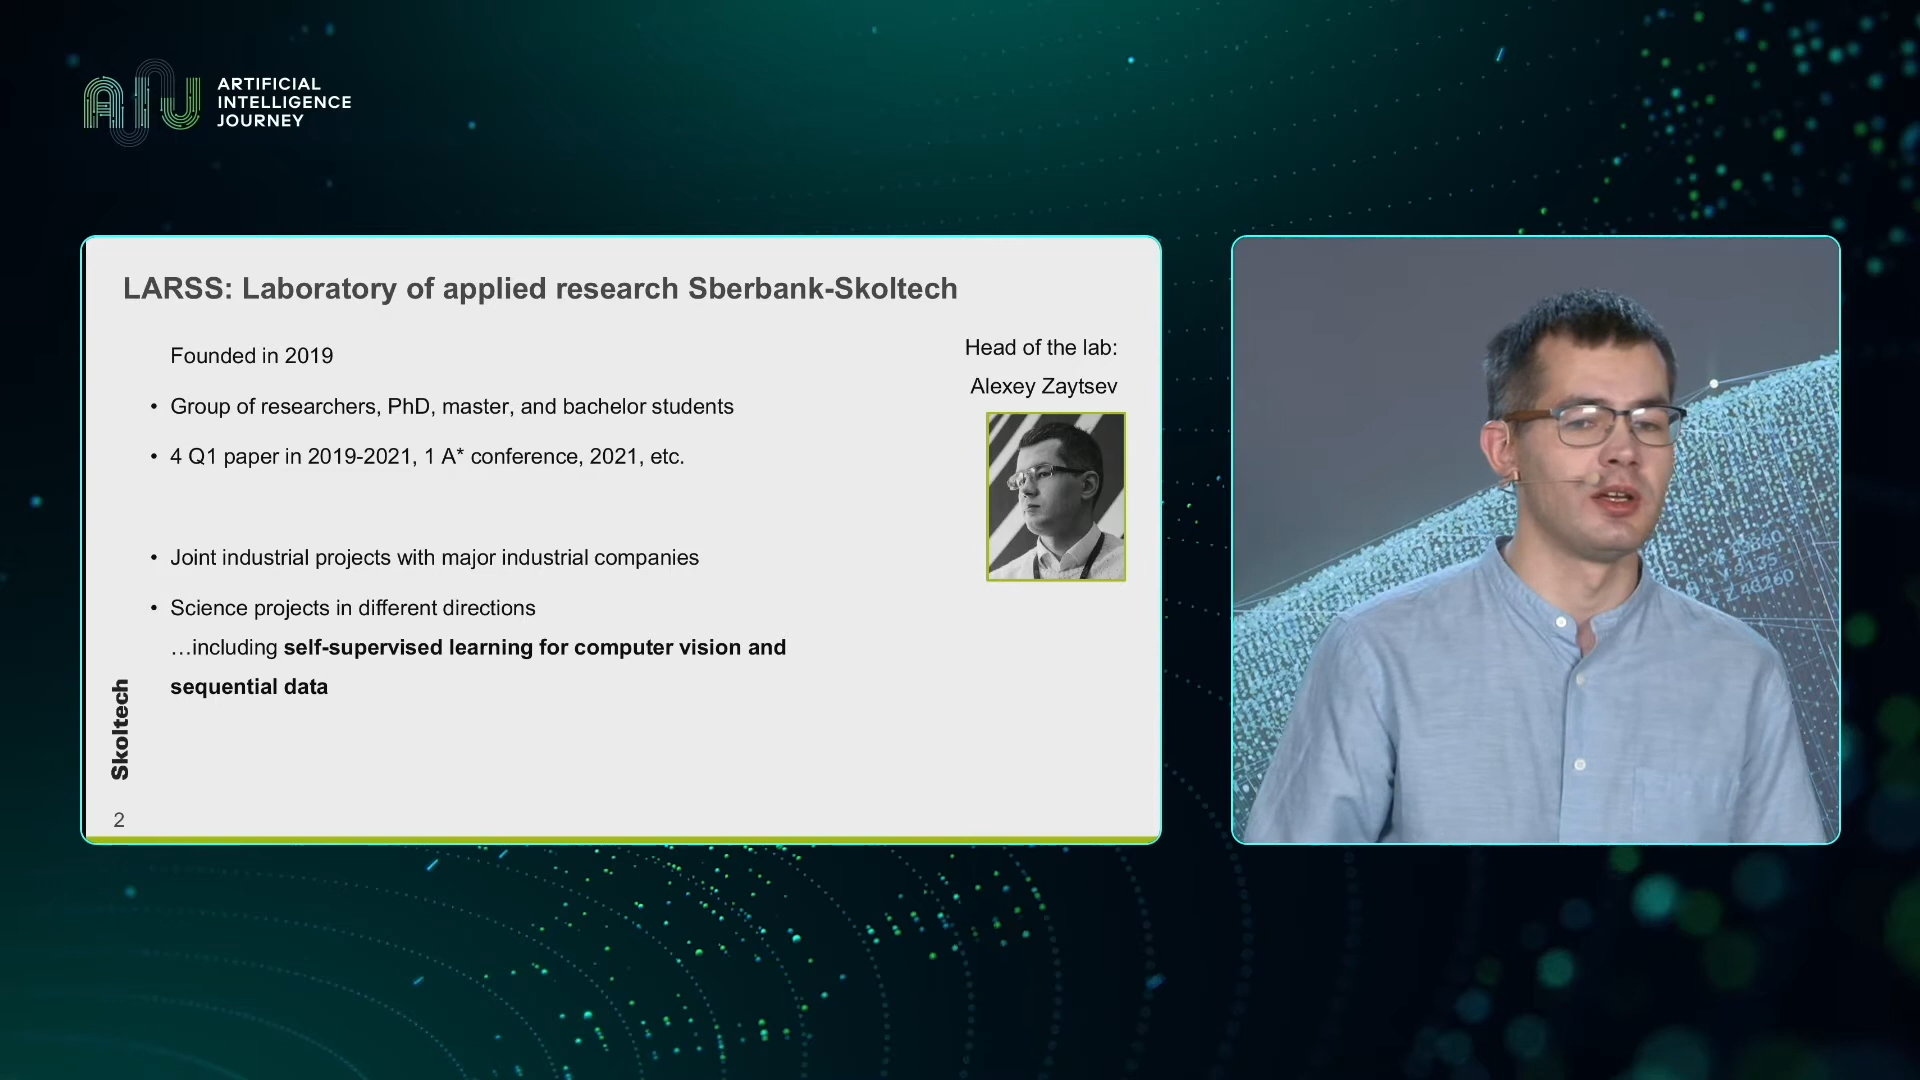 ARTIFICIAL
INTELLIGENCE
JOURNEY
LARSS: Laboratory of applied research Sberbank-Skoltech
Founded in 2019
• Group of researchers, PhD, master, and bachelor students
• 4 Q1 paper in 2019-2021, 1 A* conference, 2021, etc.
• Joint industrial projects with major industrial companies
• Science projects in different directions
…including self-supervised learning for computer vision and
sequential data
Head of the lab:
Alexey Zaytsev
Skoltech
2